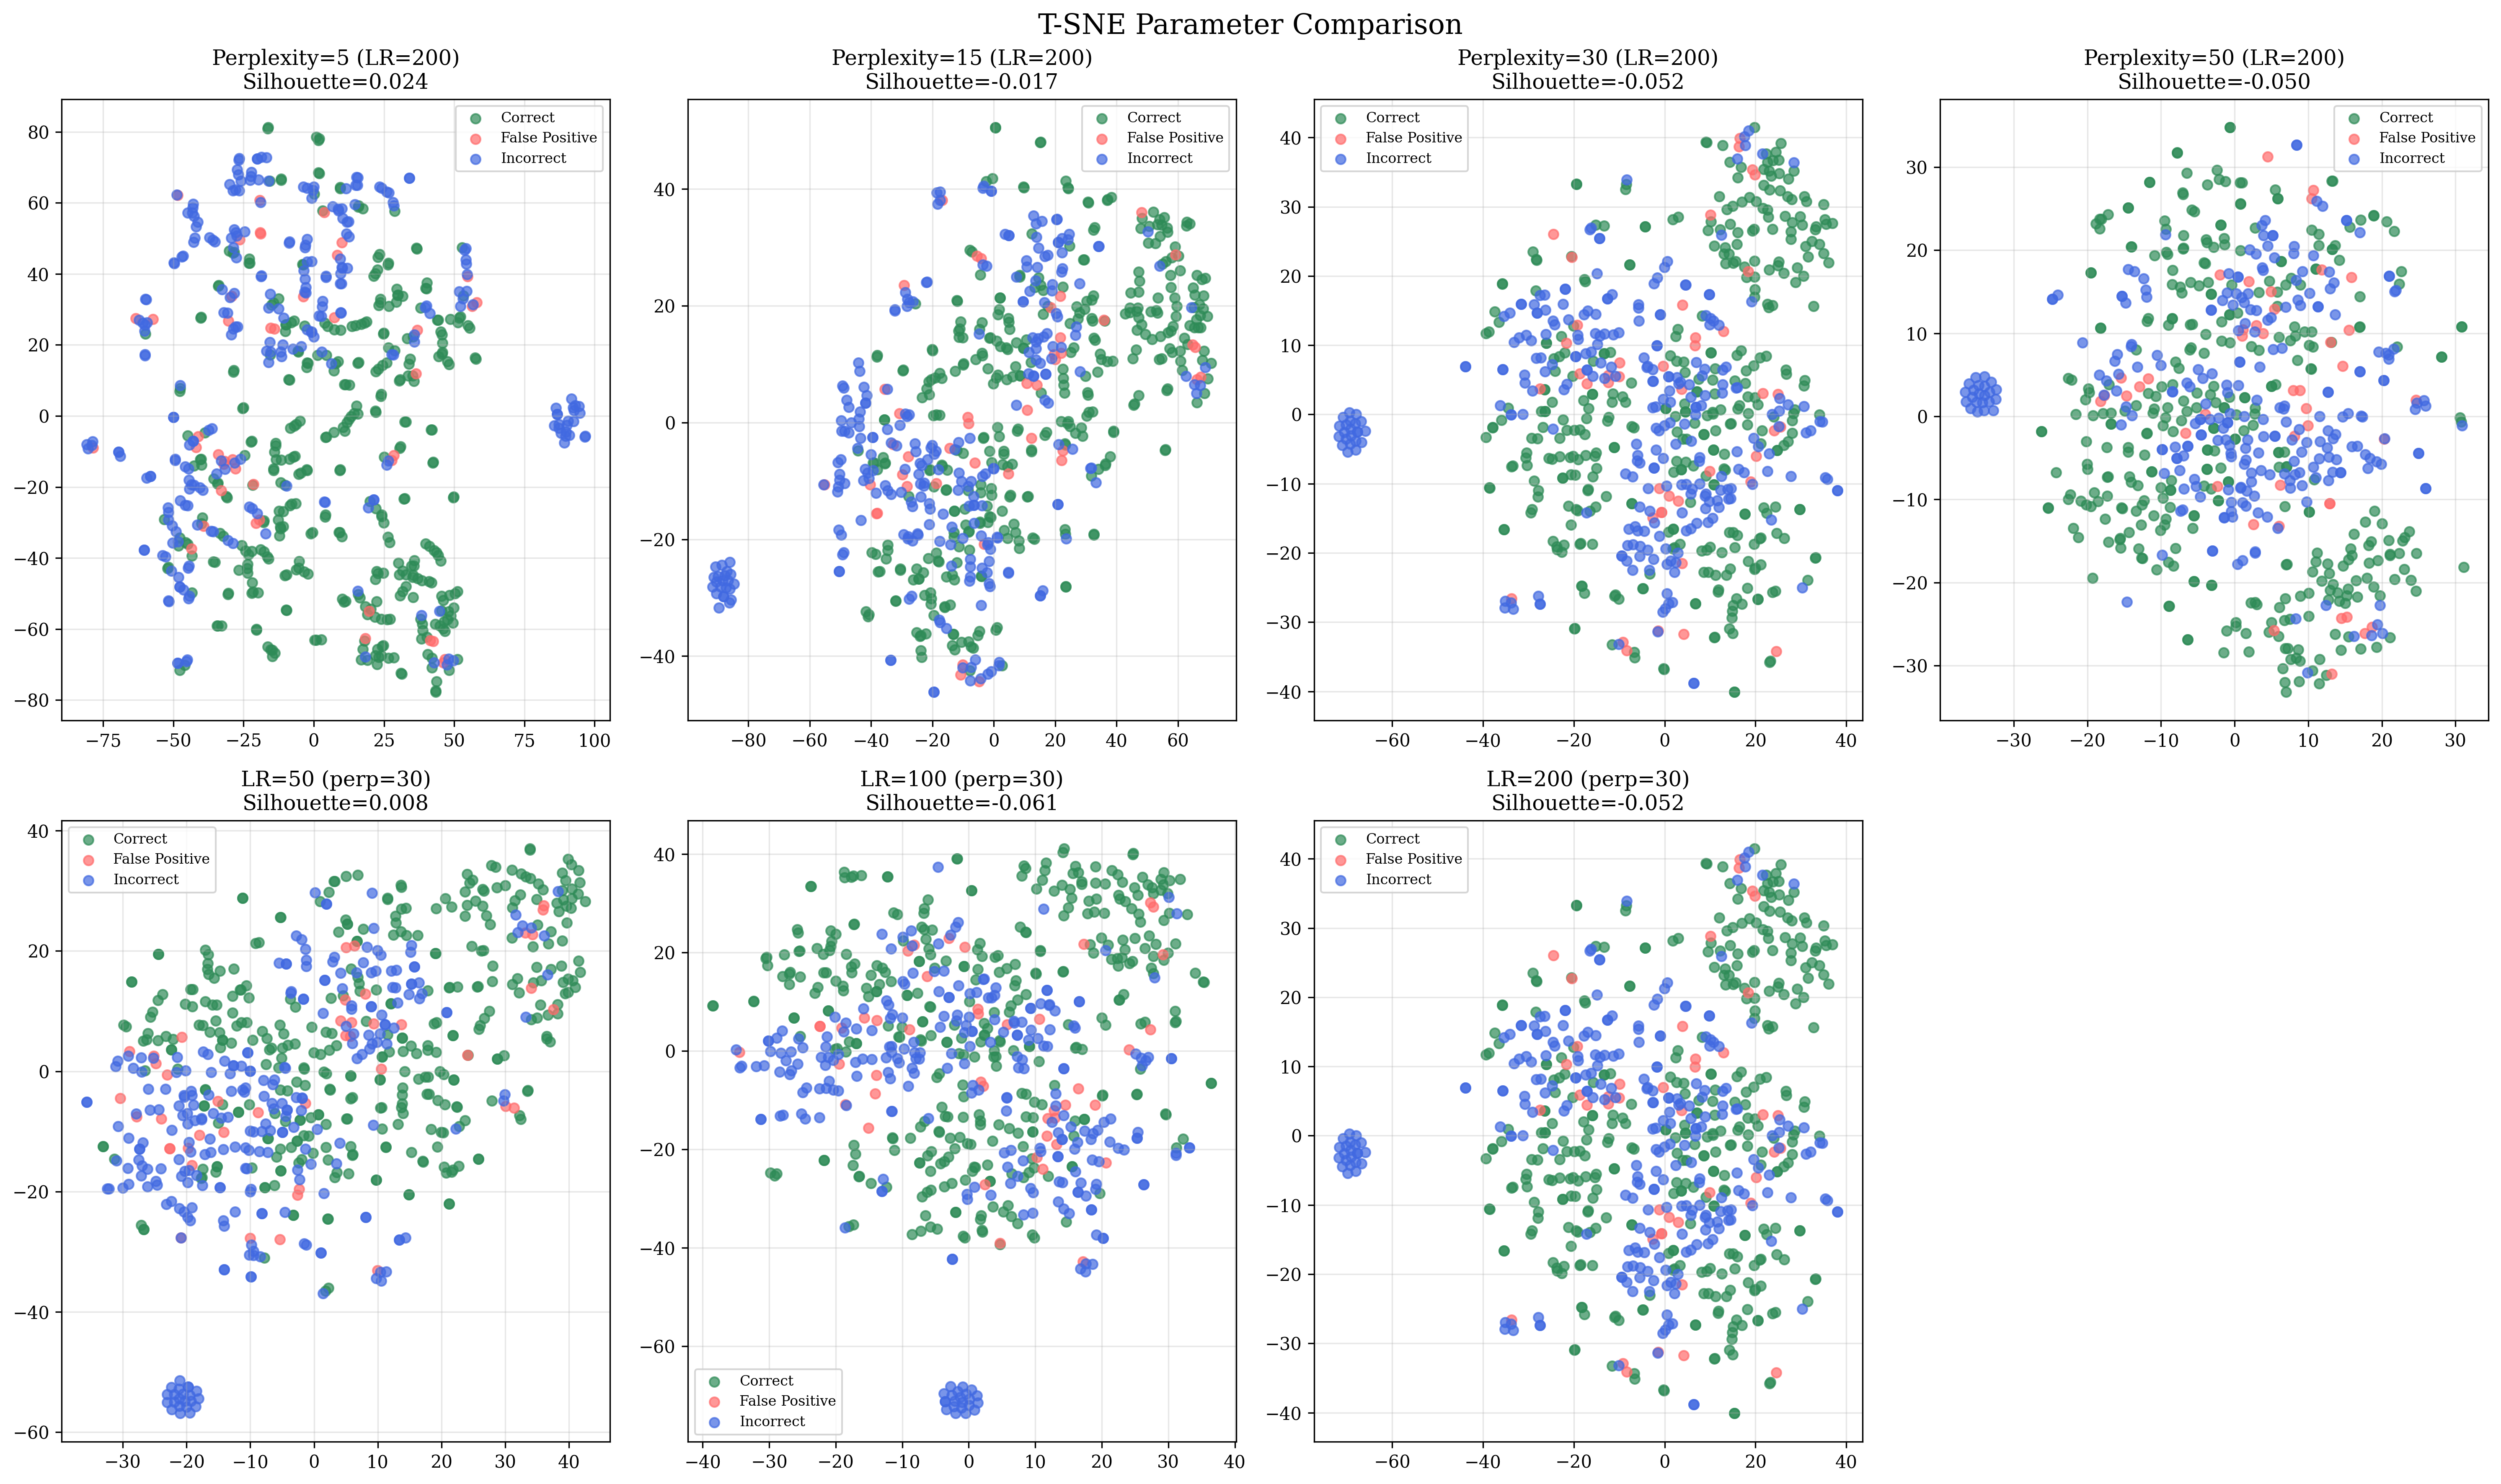 T-SNE Parameter Comparison
Perplexity=5 (LR=200)
Silhouette=0.024
Correct
False Positive
Incorrect
80
60
40
20
0
−20
−40
−60
−80
−75
−50
−25
0
25
50
75
100
Perplexity=15 (LR=200)
Silhouette=-0.017
Correct
False Positive
Incorrect
40
20
0
−20
−40
−80
−60
−40
−20
0
20
40
60
Perplexity=30 (LR=200)
Silhouette=-0.052
Correct
False Positive
Incorrect
40
30
20
10
0
−10
−20
−30
−40
−60
−40
−20
0
20
40
Perplexity=50 (LR=200)
Silhouette=-0.050
Correct
False Positive
Incorrect
30
20
10
0
−10
−20
−30
−30
−20
−10
0
10
20
30
LR=50 (perp=30)
Silhouette=0.008
Correct
False Positive
Incorrect
40
20
0
−20
−40
−60
−30
−20
−10
0
10
20
30
40
LR=100 (perp=30)
Silhouette=-0.061
40
20
0
−20
−40
−60
Correct
False Positive
Incorrect
−40
−30
−20
−10
0
10
20
30
40
LR=200 (perp=30)
Silhouette=-0.052
Correct
False Positive
Incorrect
40
30
20
10
0
−10
−20
−30
−40
−60
−40
−20
0
20
40